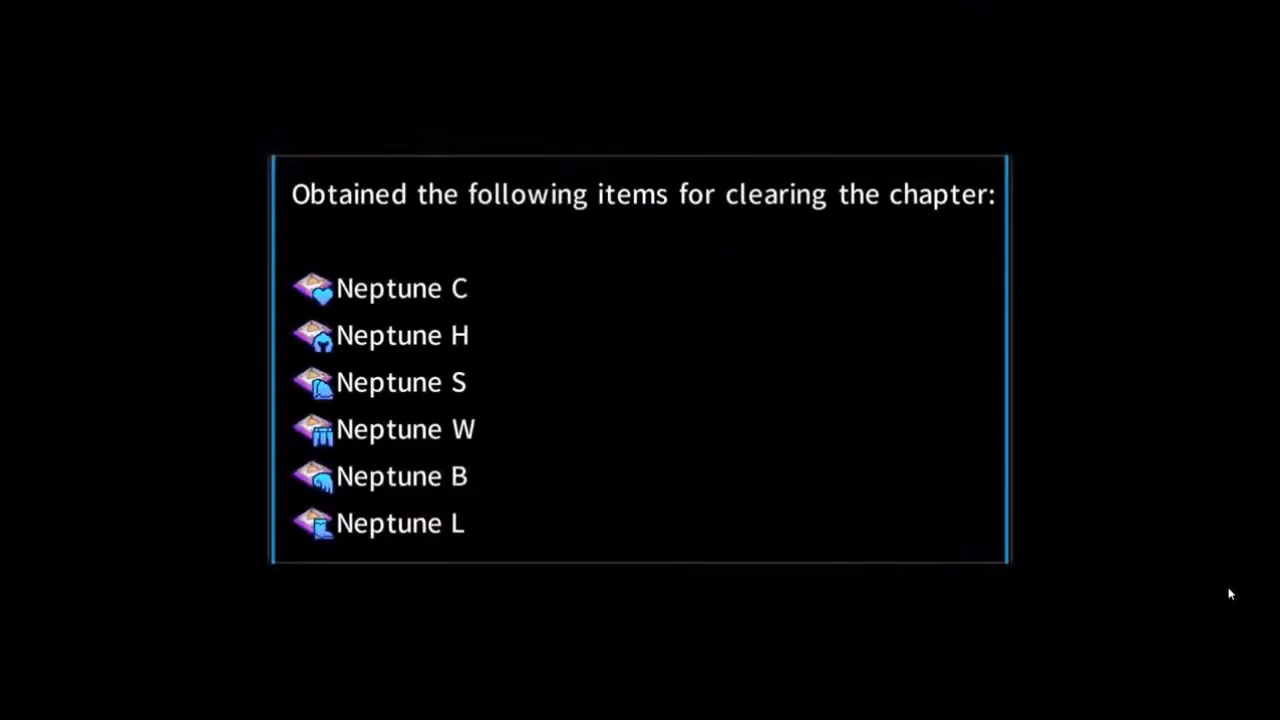 Obtained the following items for clearing the chapter:
Neptune C
Neptune H
Neptune S
Neptune W
Neptune B
Neptune L